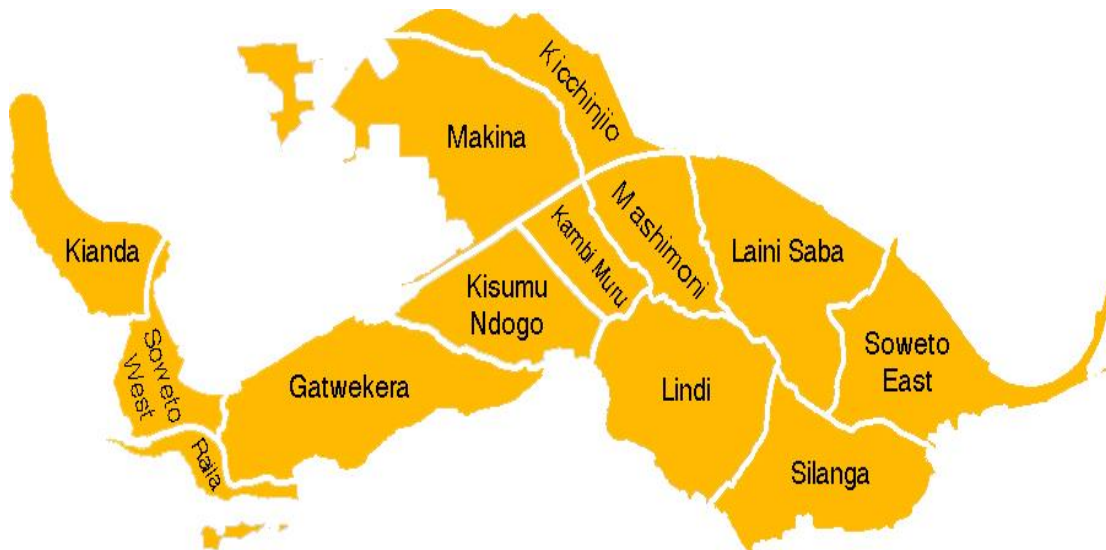 Kicchinjio
Makina
Kianda
Kambi Muru
Mashimoni
Laini Saba
Kisumu
Ndogo
Soweto
West
Gatwekera
Lindi
Soweto
East
Raila
Silanga